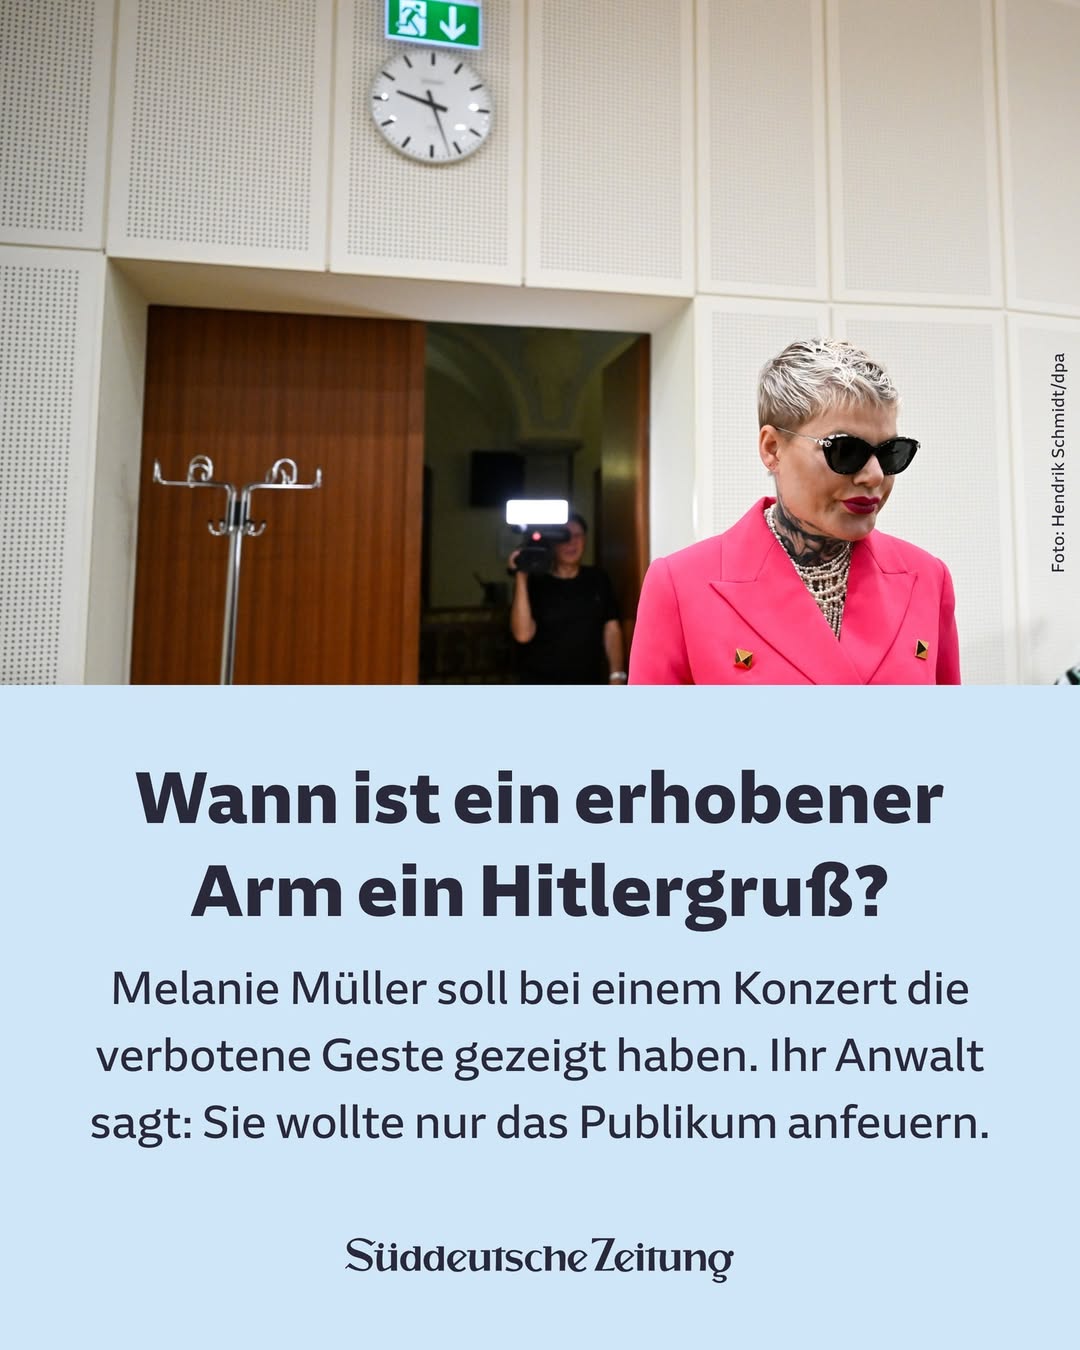 Foto: Hendrik Schmidt/dpa
Wann ist ein erhobener
Arm ein Hitlergruß?
Melanie Müller soll bei einem Konzert die
verbotene Geste gezeigt haben. Ihr Anwalt
sagt: Sie wollte nur das Publikum anfeuern.
Süddeutsche Zeitung